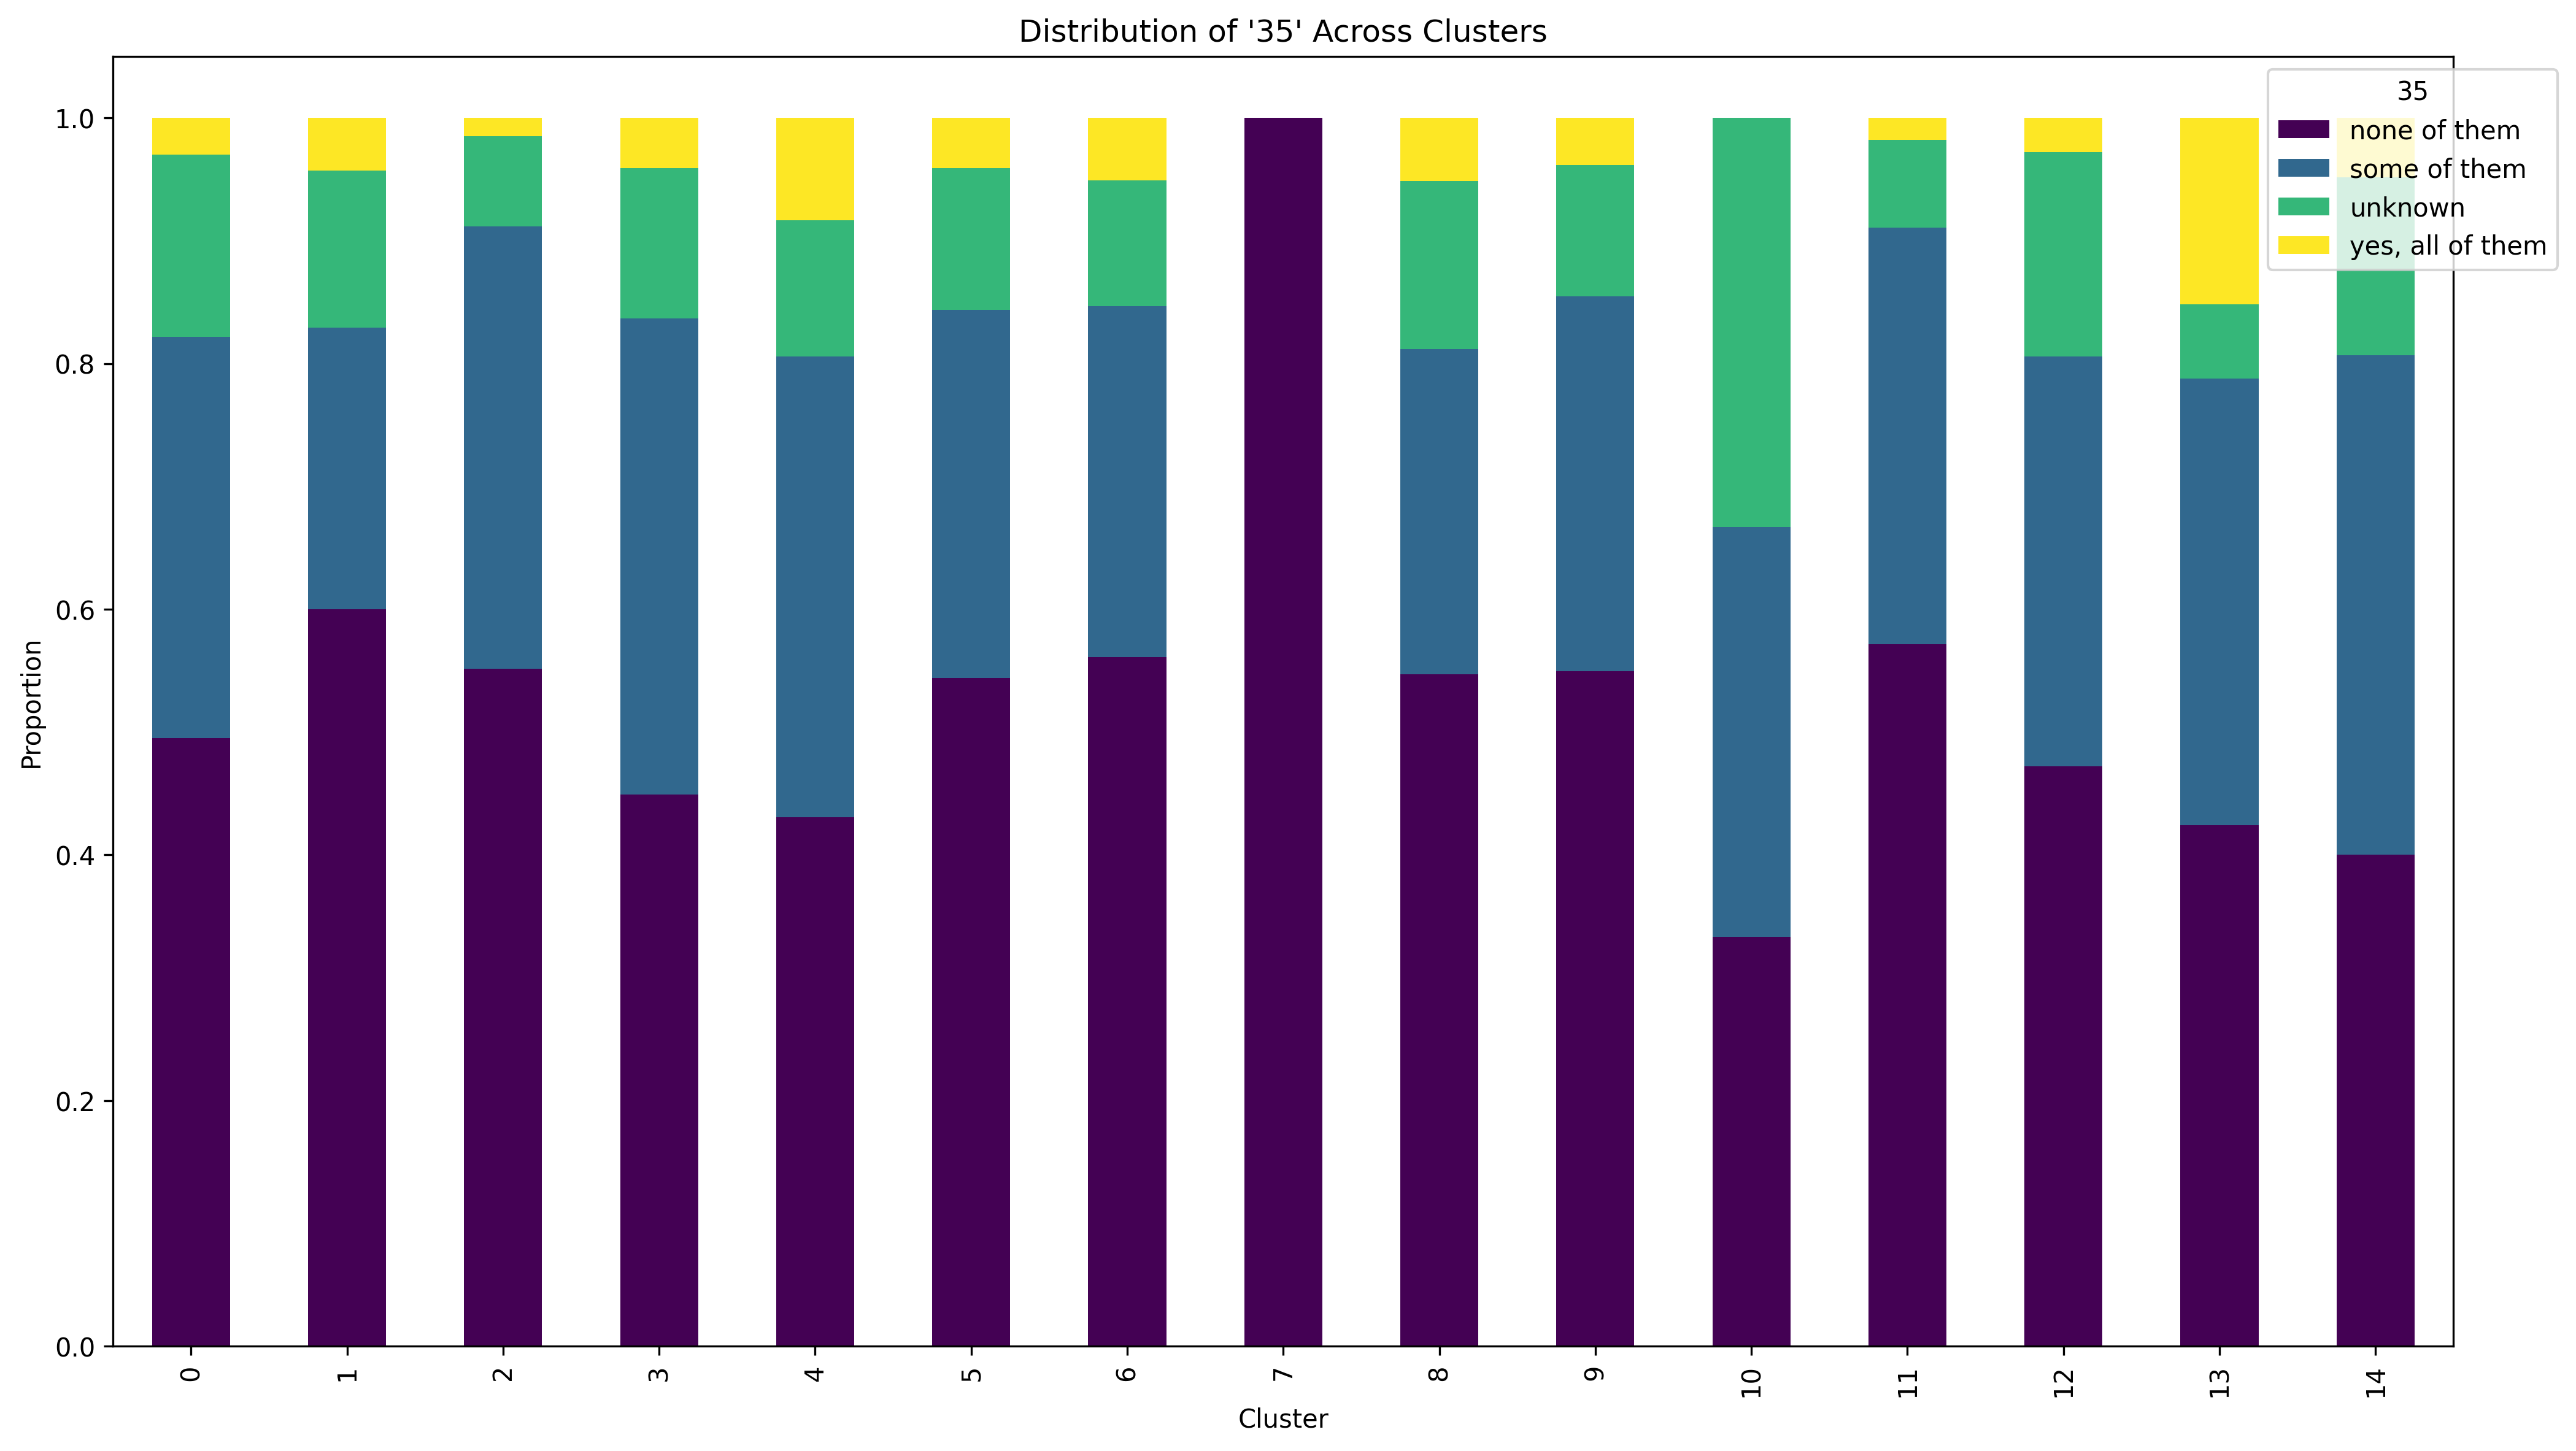 Distribution of '35' Across Clusters
35
none of them
some of them
unknown
yes, all of them
1.0
0.8
0.6
0.4
0.2
0.0
Proportion
0 1 2 3 4 5 6 7 8 9 10 11 12 13 14
Cluster